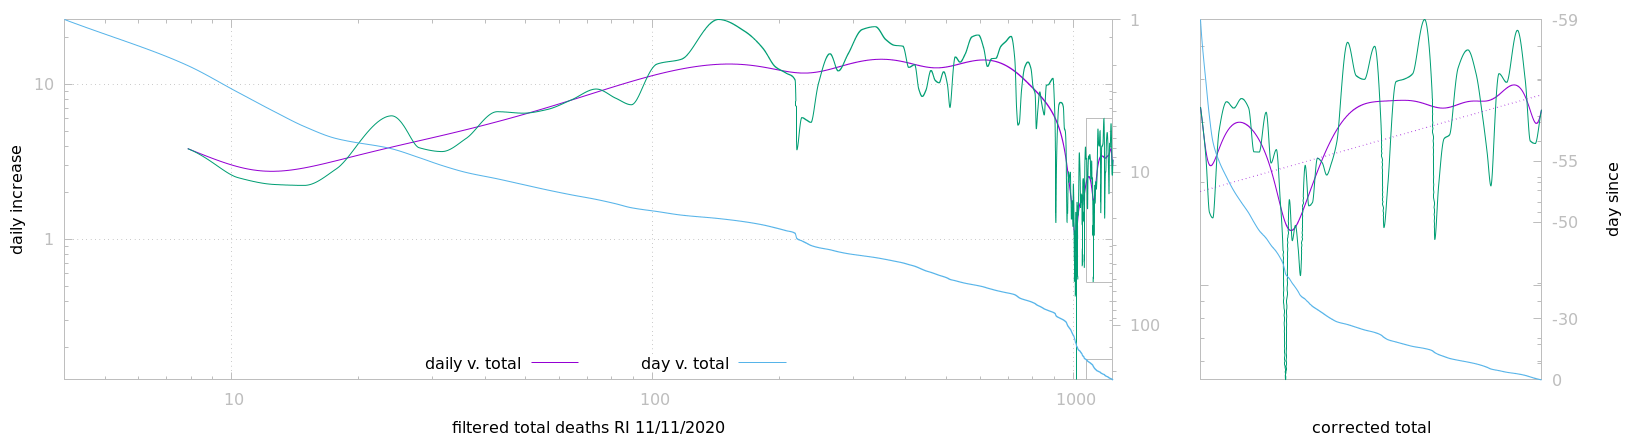 daily increase
10
1
1
10
100
daily v. total
day v. total
10
100
1000
filtered total deaths RI 11/11/2020
-59
-55
-50
-30
0
day since
corrected total